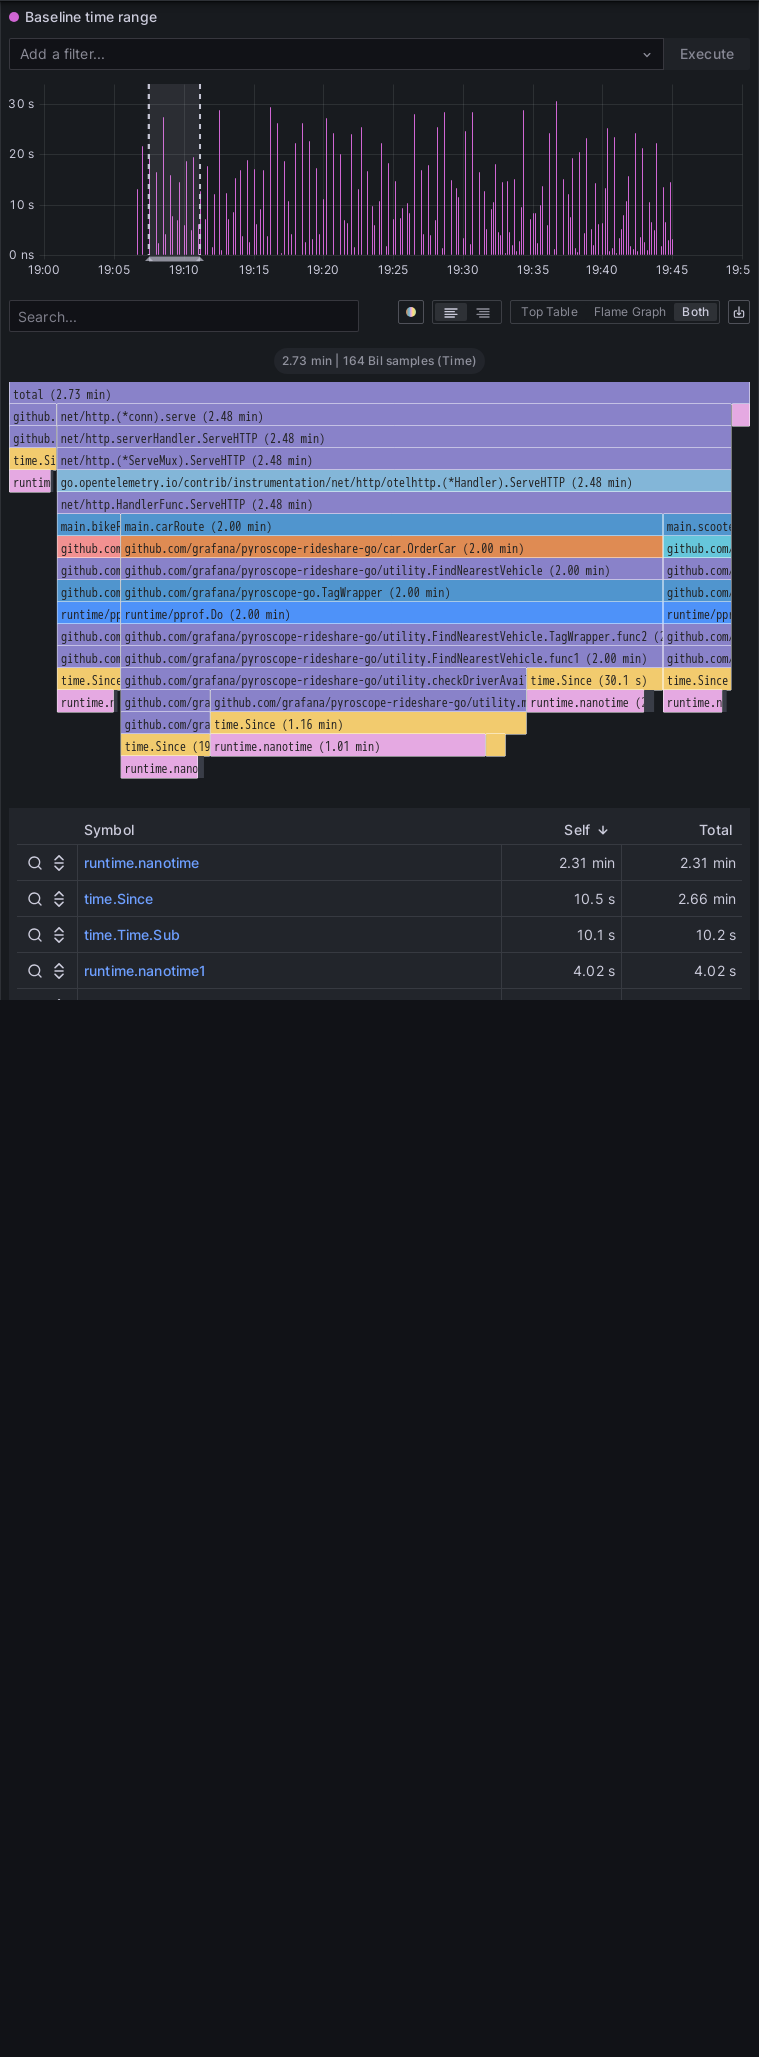 Baseline time range
Add a filter... Execute
30 s
20 s
10 s
0 ns
19:00 19:05 19:10 19:15 19:20 19:25 19:30 19:35 19:40 19:45 19:5
Search... Top Table Flame Graph Both
2.73 min | 164 Bil samples (Time)
total (2.73 min)
github. net/http.(*conn).serve (2.48 min)
github. net/http.serverHandler.ServeHTTP (2.48 min)
time.Si net/http.(*ServeMux).ServeHTTP (2.48 min)
runtim go.opentelemetry.io/contrib/instrumentation/net/http/otelhttp.(*Handler).ServeHTTP (2.48 min)
net/http.HandlerFunc.ServeHTTP (2.48 min)
main.bikeR main.carRoute (2.00 min) main.scoote
github.com github.com/grafana/pyroscope-rideshare-go/car.OrderCar (2.00 min) github.com/
github.com github.com/grafana/pyroscope-rideshare-go/utility.FindNearestVehicle (2.00 min) github.com/
github.com github.com/grafana/pyroscope-go.TagWrapper (2.00 min) github.com/
runtime/pp runtime/pprof.Do (2.00 min) runtime/ppr
github.com github.com/grafana/pyroscope-rideshare-go/utility.FindNearestVehicle.TagWrapper.func2 (2 github.com/
github.com github.com/grafana/pyroscope-rideshare-go/utility.FindNearestVehicle.func1 (2.00 min) github.com/
time.Since github.com/grafana/pyroscope-rideshare-go/utility.checkDriverAvai time.Since (30.1 s) time.Since
runtime.n github.com/gra github.com/grafana/pyroscope-rideshare-go/utility.m runtime.nanotime (2 runtime.n
github.com/gra time.Since (1.16 min)
time.Since (19 runtime.nanotime (1.01 min)
runtime.nano
Symbol Self Total
runtime.nanotime 2.31 min 2.31 min
time.Since 10.5 s 2.66 min
time.Time.Sub 10.1 s 10.2 s
runtime.nanotime1 4.02 s 4.02 s